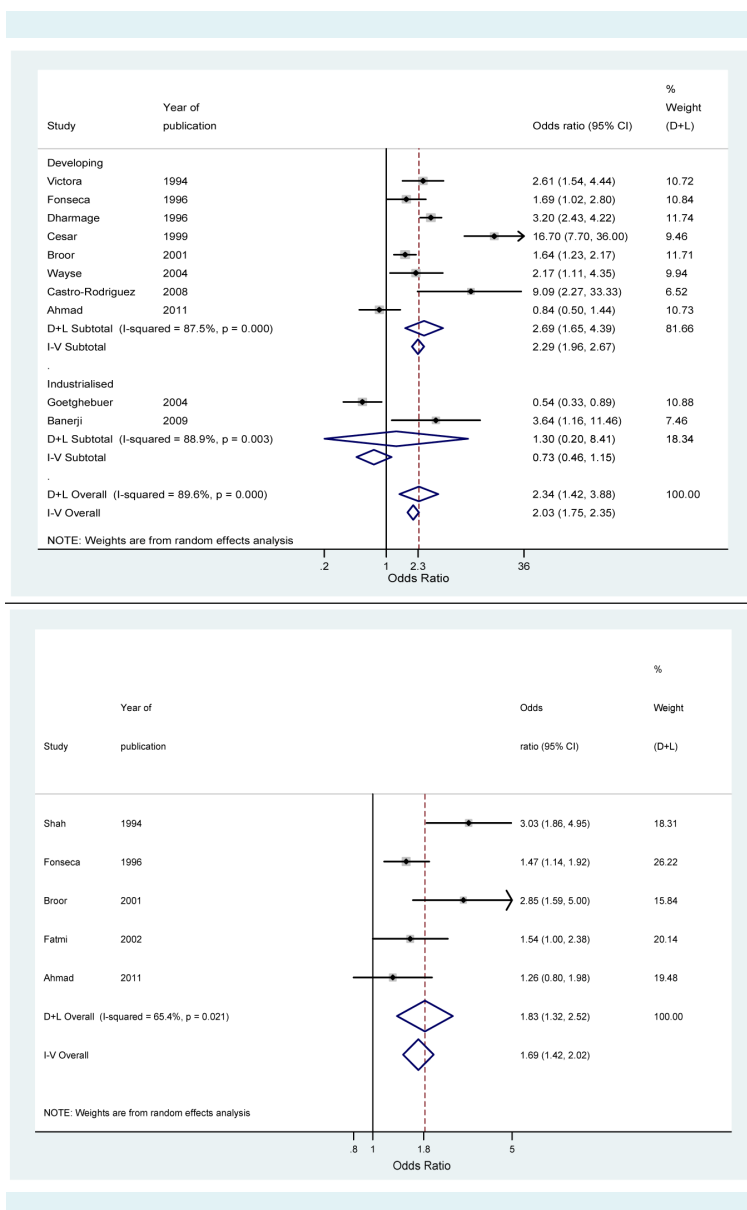 %
Year of Weight
Study publication Odds ratio (95% CI) (D+L)
Developing
Victora 1994 2.61 (1.54, 4.44) 10.72
Fonseca 1996 1.69 (1.02, 2.80) 10.84
Dharmage 1996 3.20 (2.43, 4.22) 11.74
Cesar 1999 16.70 (7.70, 36.00) 9.46
Broor 2001 1.64 (1.23, 2.17) 11.71
Wayse 2004 2.17 (1.11, 4.35) 9.94
Castro-Rodriguez 2008 9.09 (2.27, 33.33) 6.52
Ahmad 2011 0.84 (0.50, 1.44) 10.73
D+L Subtotal (I-squared = 87.5%, p = 0.000) 2.69 (1.65, 4.39) 81.66
I-V Subtotal 2.29 (1.96, 2.67)
.
Industrialised
Goetghebuer 2004 0.54 (0.33, 0.89) 10.88
Banerji 2009 3.64 (1.16, 11.46) 7.46
D+L Subtotal (I-squared = 88.9%, p = 0.003) 1.30 (0.20, 8.41) 18.34
I-V Subtotal 0.73 (0.46, 1.15)
.
D+L Overall (I-squared = 89.6%, p = 0.000) 2.34 (1.42, 3.88) 100.00
I-V Overall 2.03 (1.75, 2.35)
NOTE: Weights are from random effects analysis
.2 1 2.3 36
Odds Ratio
%
Year of Odds Weight
Study publication ratio (95% CI) (D+L)
Shah 1994 3.03 (1.86, 4.95) 18.31
Fonseca 1996 1.47 (1.14, 1.92) 26.22
Broor 2001 2.85 (1.59, 5.00) 15.84
Fatmi 2002 1.54 (1.00, 2.38) 20.14
Ahmad 2011 1.26 (0.80, 1.98) 19.48
D+L Overall (I-squared = 65.4%, p = 0.021) 1.83 (1.32, 2.52) 100.00
I-V Overall 1.69 (1.42, 2.02)
NOTE: Weights are from random effects analysis
.8 1 1.8 5
Odds Ratio